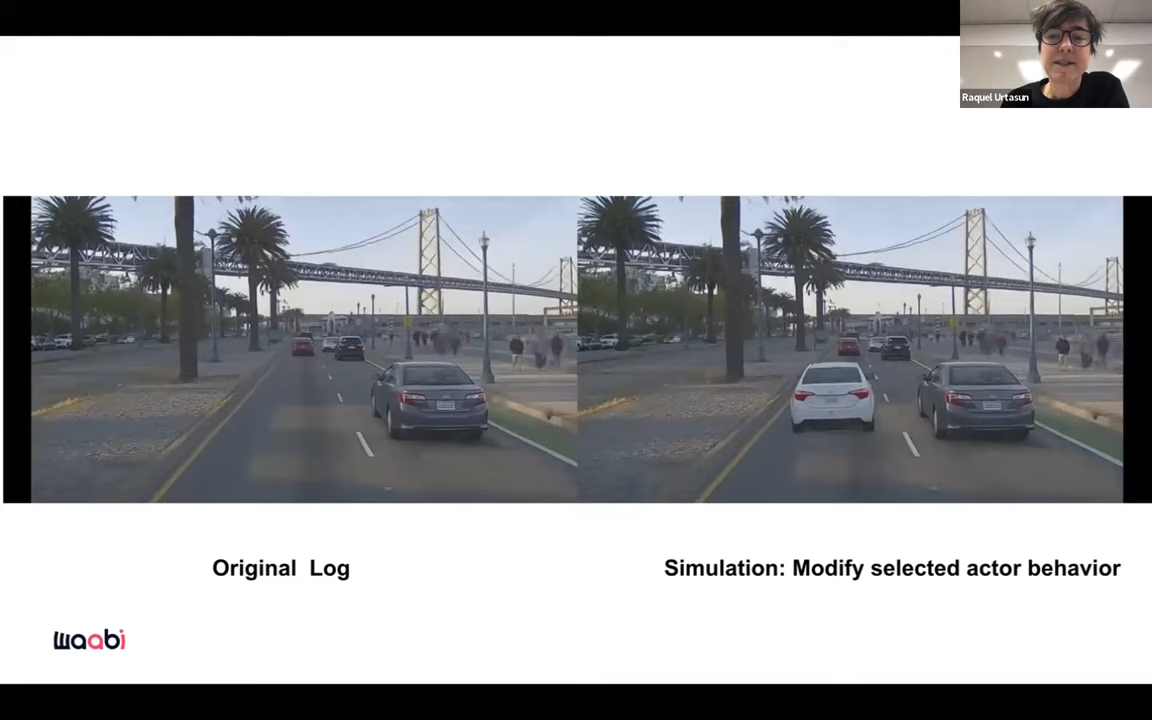 Raquel Urtasun
Original Log
Simulation: Modify selected actor behavior
waabi